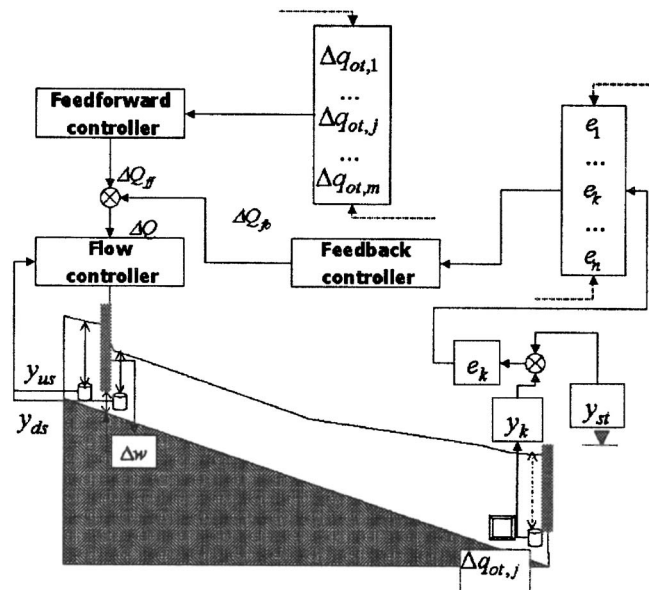 Δq_{ot,1}
...
Δq_{ot,j}
...
Δq_{ot,m}
Feedforward
controller
e_1
...
e_k
...
e_n
ΔQ_{ff}
ΔQ
ΔQ_{fb}
Flow
controller
Feedback
controller
e_k
y_k
y_{st}
y_{us}
y_{ds}
Δw
Δq_{ot,j}